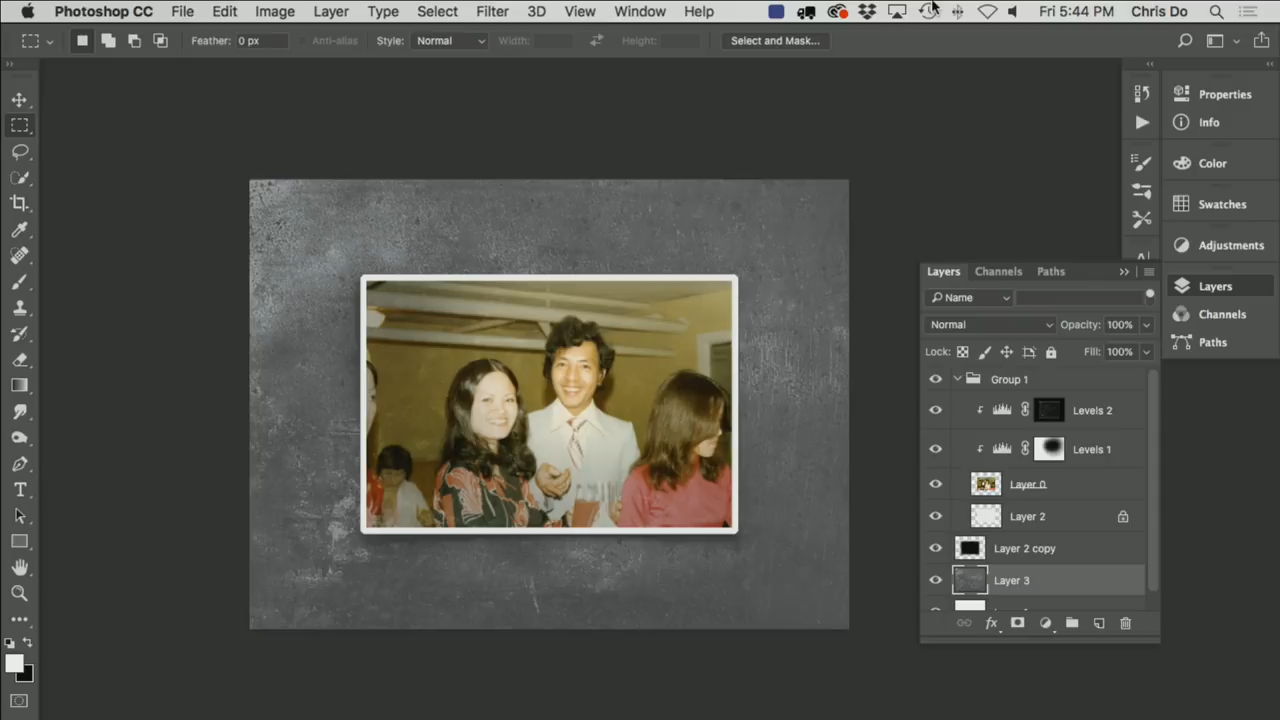 Photoshop CC File Edit Image Layer Type Select Filter 3D View Window Help Fri 5:44 PM Chris Do
Feather: 0 px Anti-alias Style: Normal Width: Height: Select and Mask...
Properties
Info
Color
Swatches
Adjustments
Layers
Channels
Paths
Layers Channels Paths
Name
Normal Opacity: 100%
Lock: Fill: 100%
Group 1
Levels 2
Levels 1
Layer 0
Layer 2
Layer 2 copy
Layer 3